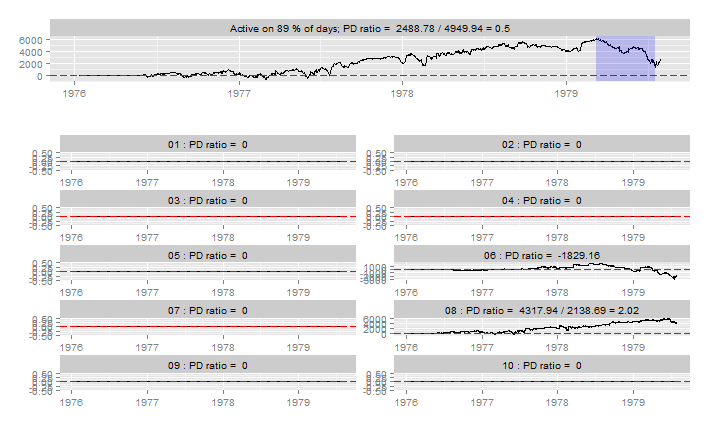 Active on 89 % of days; PD ratio = 2488.78 / 4949.94 = 0.5
6000
4000
2000
0
1976 1977 1978 1979
01 : PD ratio = 0
02 : PD ratio = 0
1976 1977 1978 1979
1976 1977 1978 1979
03 : PD ratio = 0
04 : PD ratio = 0
1976 1977 1978 1979
1976 1977 1978 1979
05 : PD ratio = 0
06 : PD ratio = -1829.16
1976 1977 1978 1979
1976 1977 1978 1979
07 : PD ratio = 0
08 : PD ratio = 4317.94 / 2138.69 = 2.02
1976 1977 1978 1979
1976 1977 1978 1979
09 : PD ratio = 0
10 : PD ratio = 0
1976 1977 1978 1979
1976 1977 1978 1979